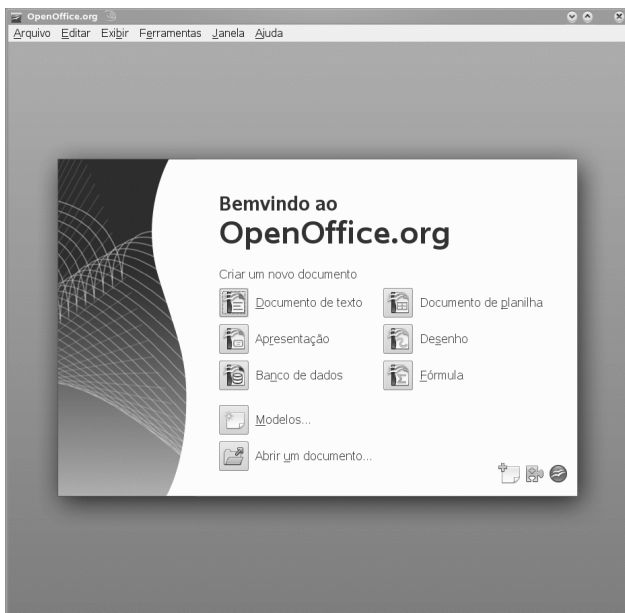 OpenOffice.org
Arquivo Editar Exibir Ferramentas Janela Ajuda
Bemvindo ao
OpenOffice.org
Criar um novo documento
Documento de texto Documento de planilha
Apresentação Desenho
Banco de dados Fórmula
Modelos...
Abrir um documento...